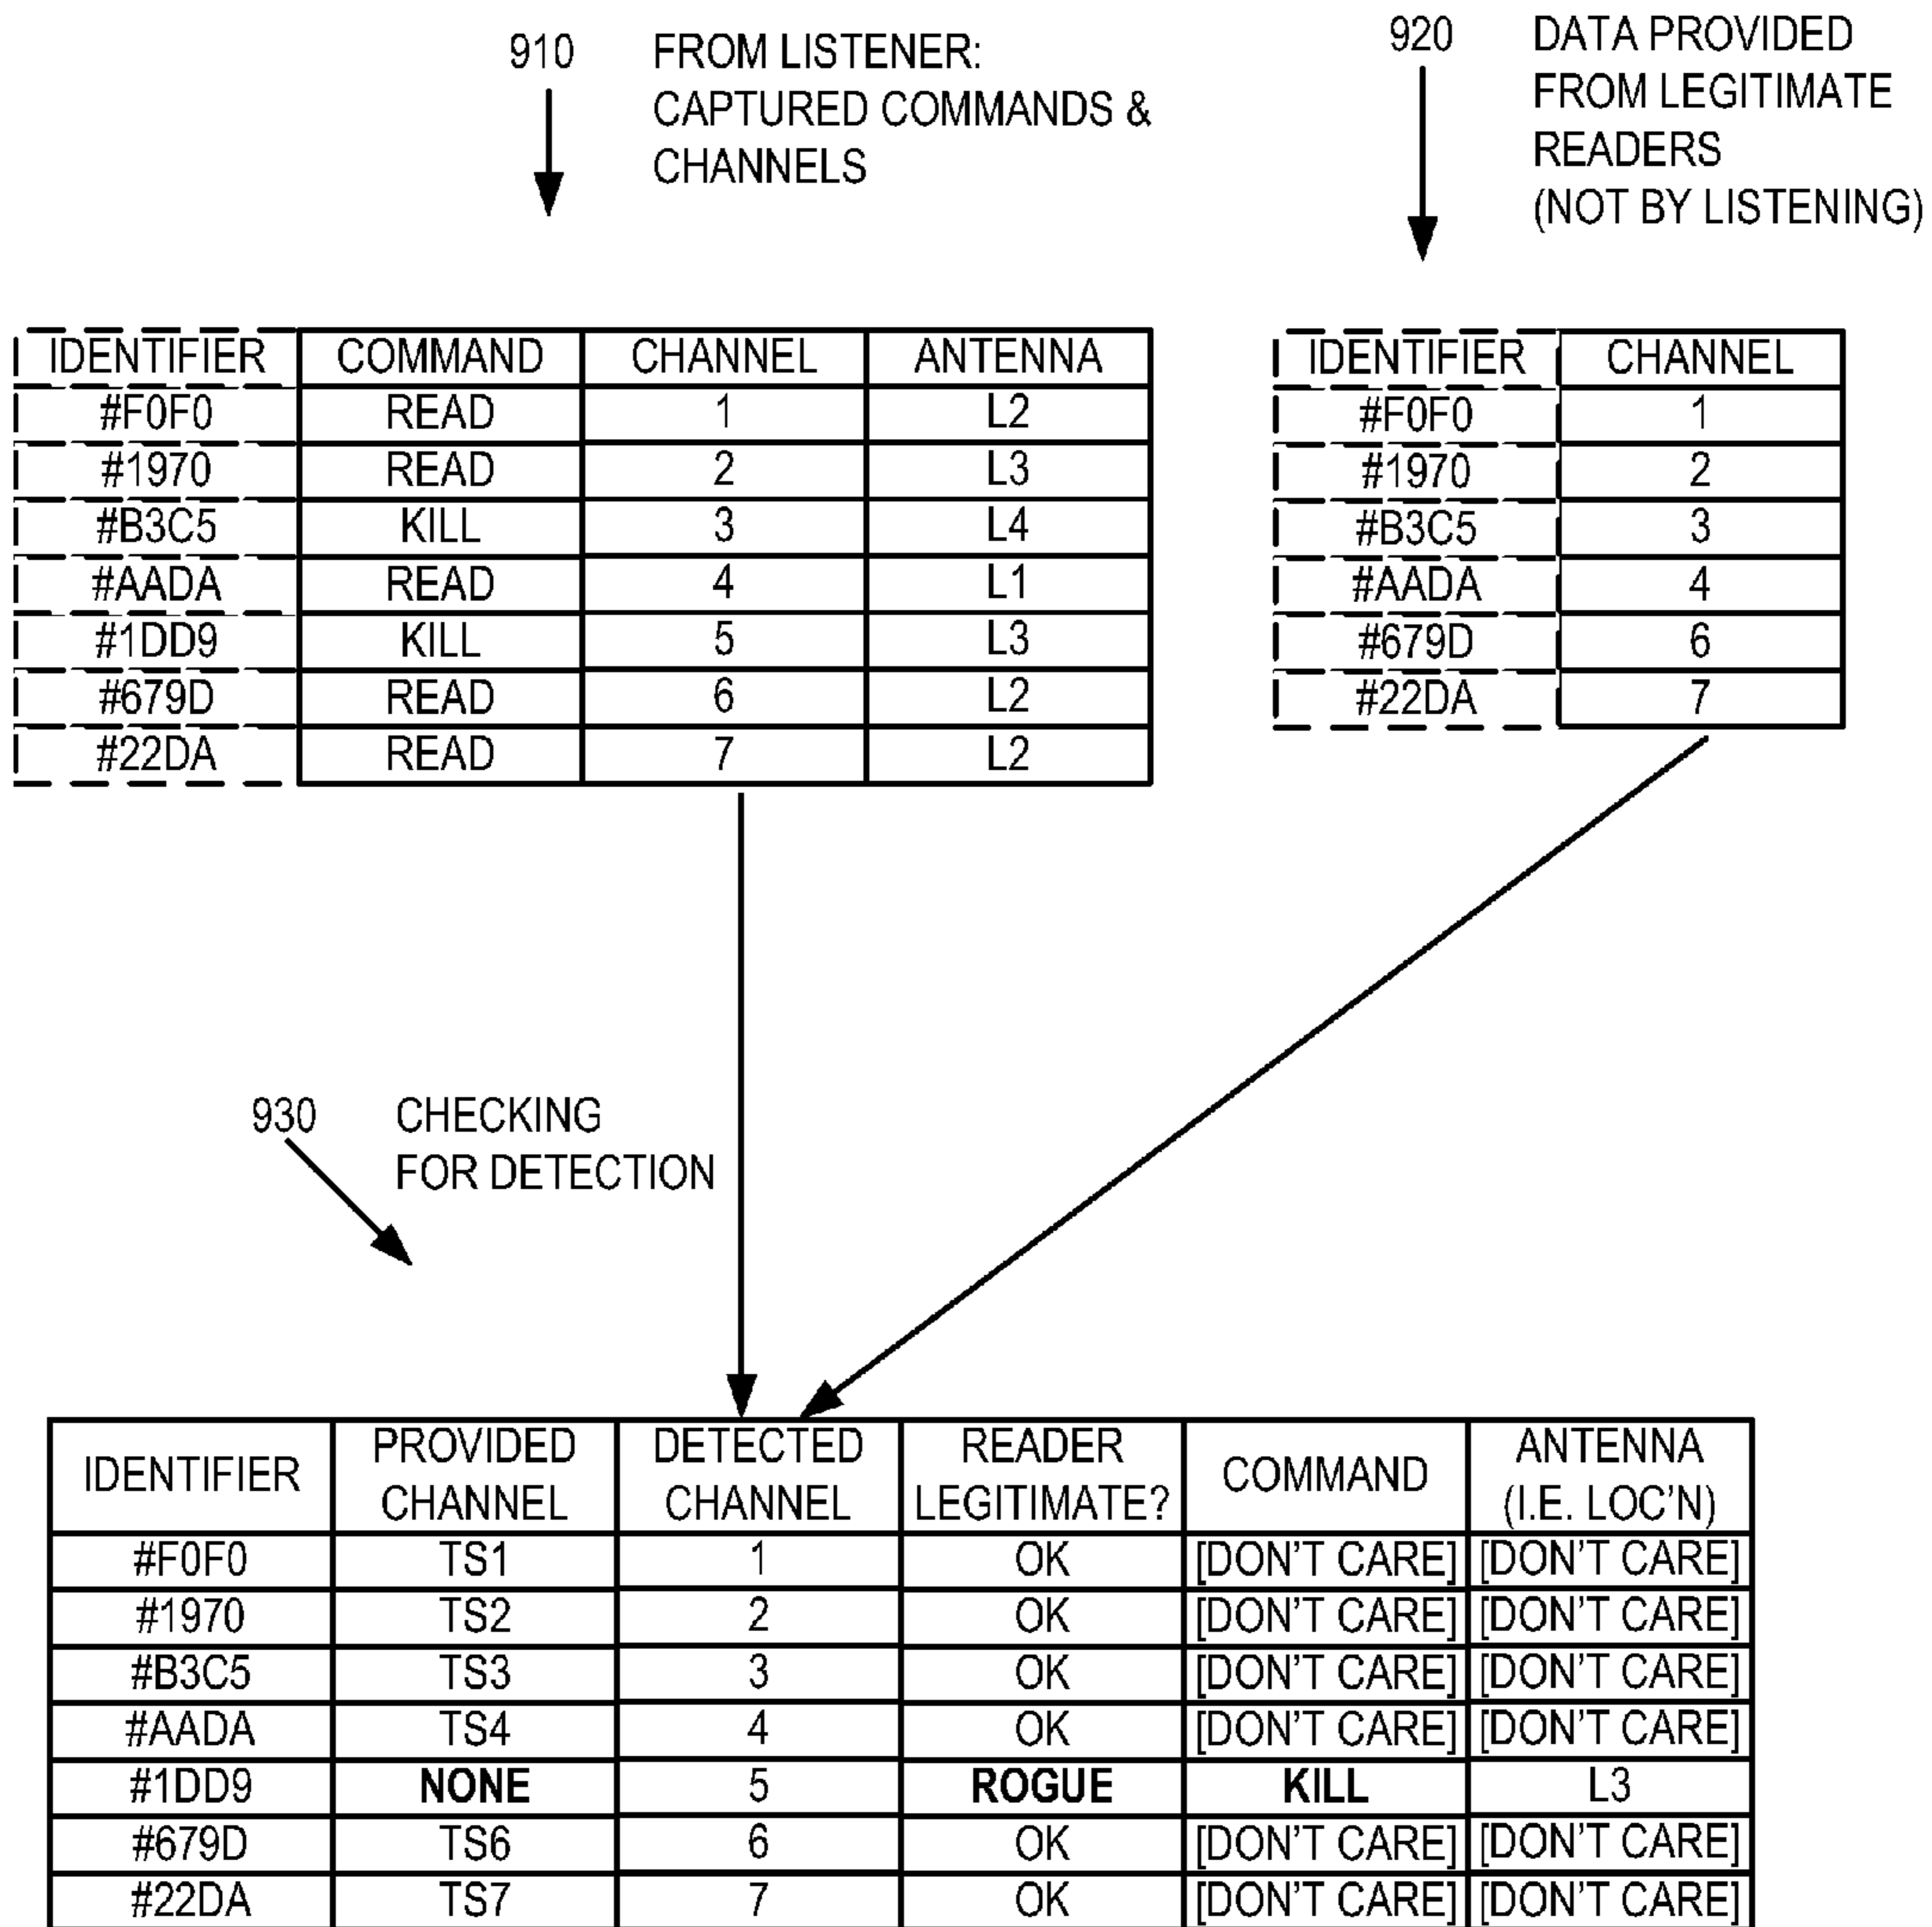 910 FROM LISTENER:
CAPTURED COMMANDS &
CHANNELS
920 DATA PROVIDED
FROM LEGITIMATE
READERS
(NOT BY LISTENING)
IDENTIFIER COMMAND CHANNEL ANTENNA
#F0F0 READ 1 L2
#1970 READ 2 L3
#B3C5 KILL 3 L4
#AADA READ 4 L1
#1DD9 KILL 5 L3
#679D READ 6 L2
#22DA READ 7 L2
IDENTIFIER CHANNEL
#F0F0 1
#1970 2
#B3C5 3
#AADA 4
#679D 6
#22DA 7
930 CHECKING
FOR DETECTION
IDENTIFIER PROVIDED CHANNEL DETECTED CHANNEL READER LEGITIMATE? COMMAND ANTENNA (I.E. LOC'N)
#F0F0 TS1 1 OK [DON'T CARE] [DON'T CARE]
#1970 TS2 2 OK [DON'T CARE] [DON'T CARE]
#B3C5 TS3 3 OK [DON'T CARE] [DON'T CARE]
#AADA TS4 4 OK [DON'T CARE] [DON'T CARE]
#1DD9 NONE 5 ROGUE KILL L3
#679D TS6 6 OK [DON'T CARE] [DON'T CARE]
#22DA TS7 7 OK [DON'T CARE] [DON'T CARE]